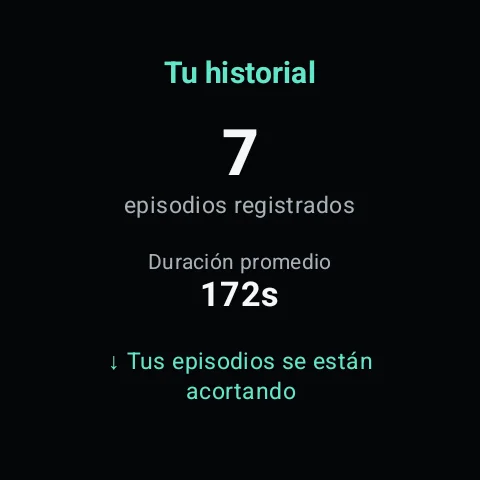 Tu historial
7
episodios registrados
Duración promedio
172s
↓ Tus episodios se están
acortando